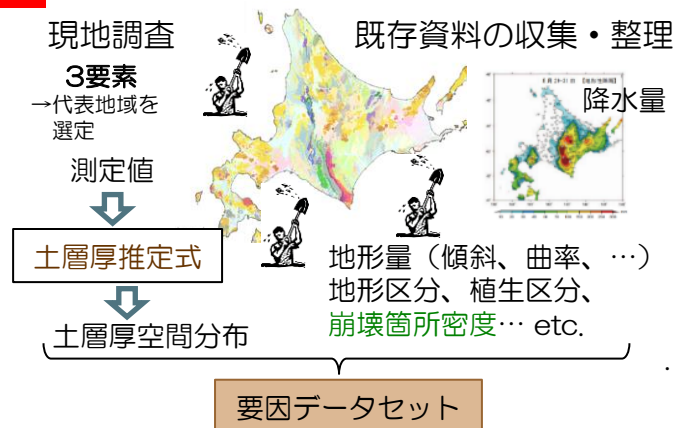 現地調査
3要素
→代表地域を
選定
測定値
土層厚推定式
土層厚空間分布
既存資料の収集・整理
降水量
地形量（傾斜、曲率、…）
地形区分、植生区分、
崩壊箇所密度… etc.
.
要因データセット